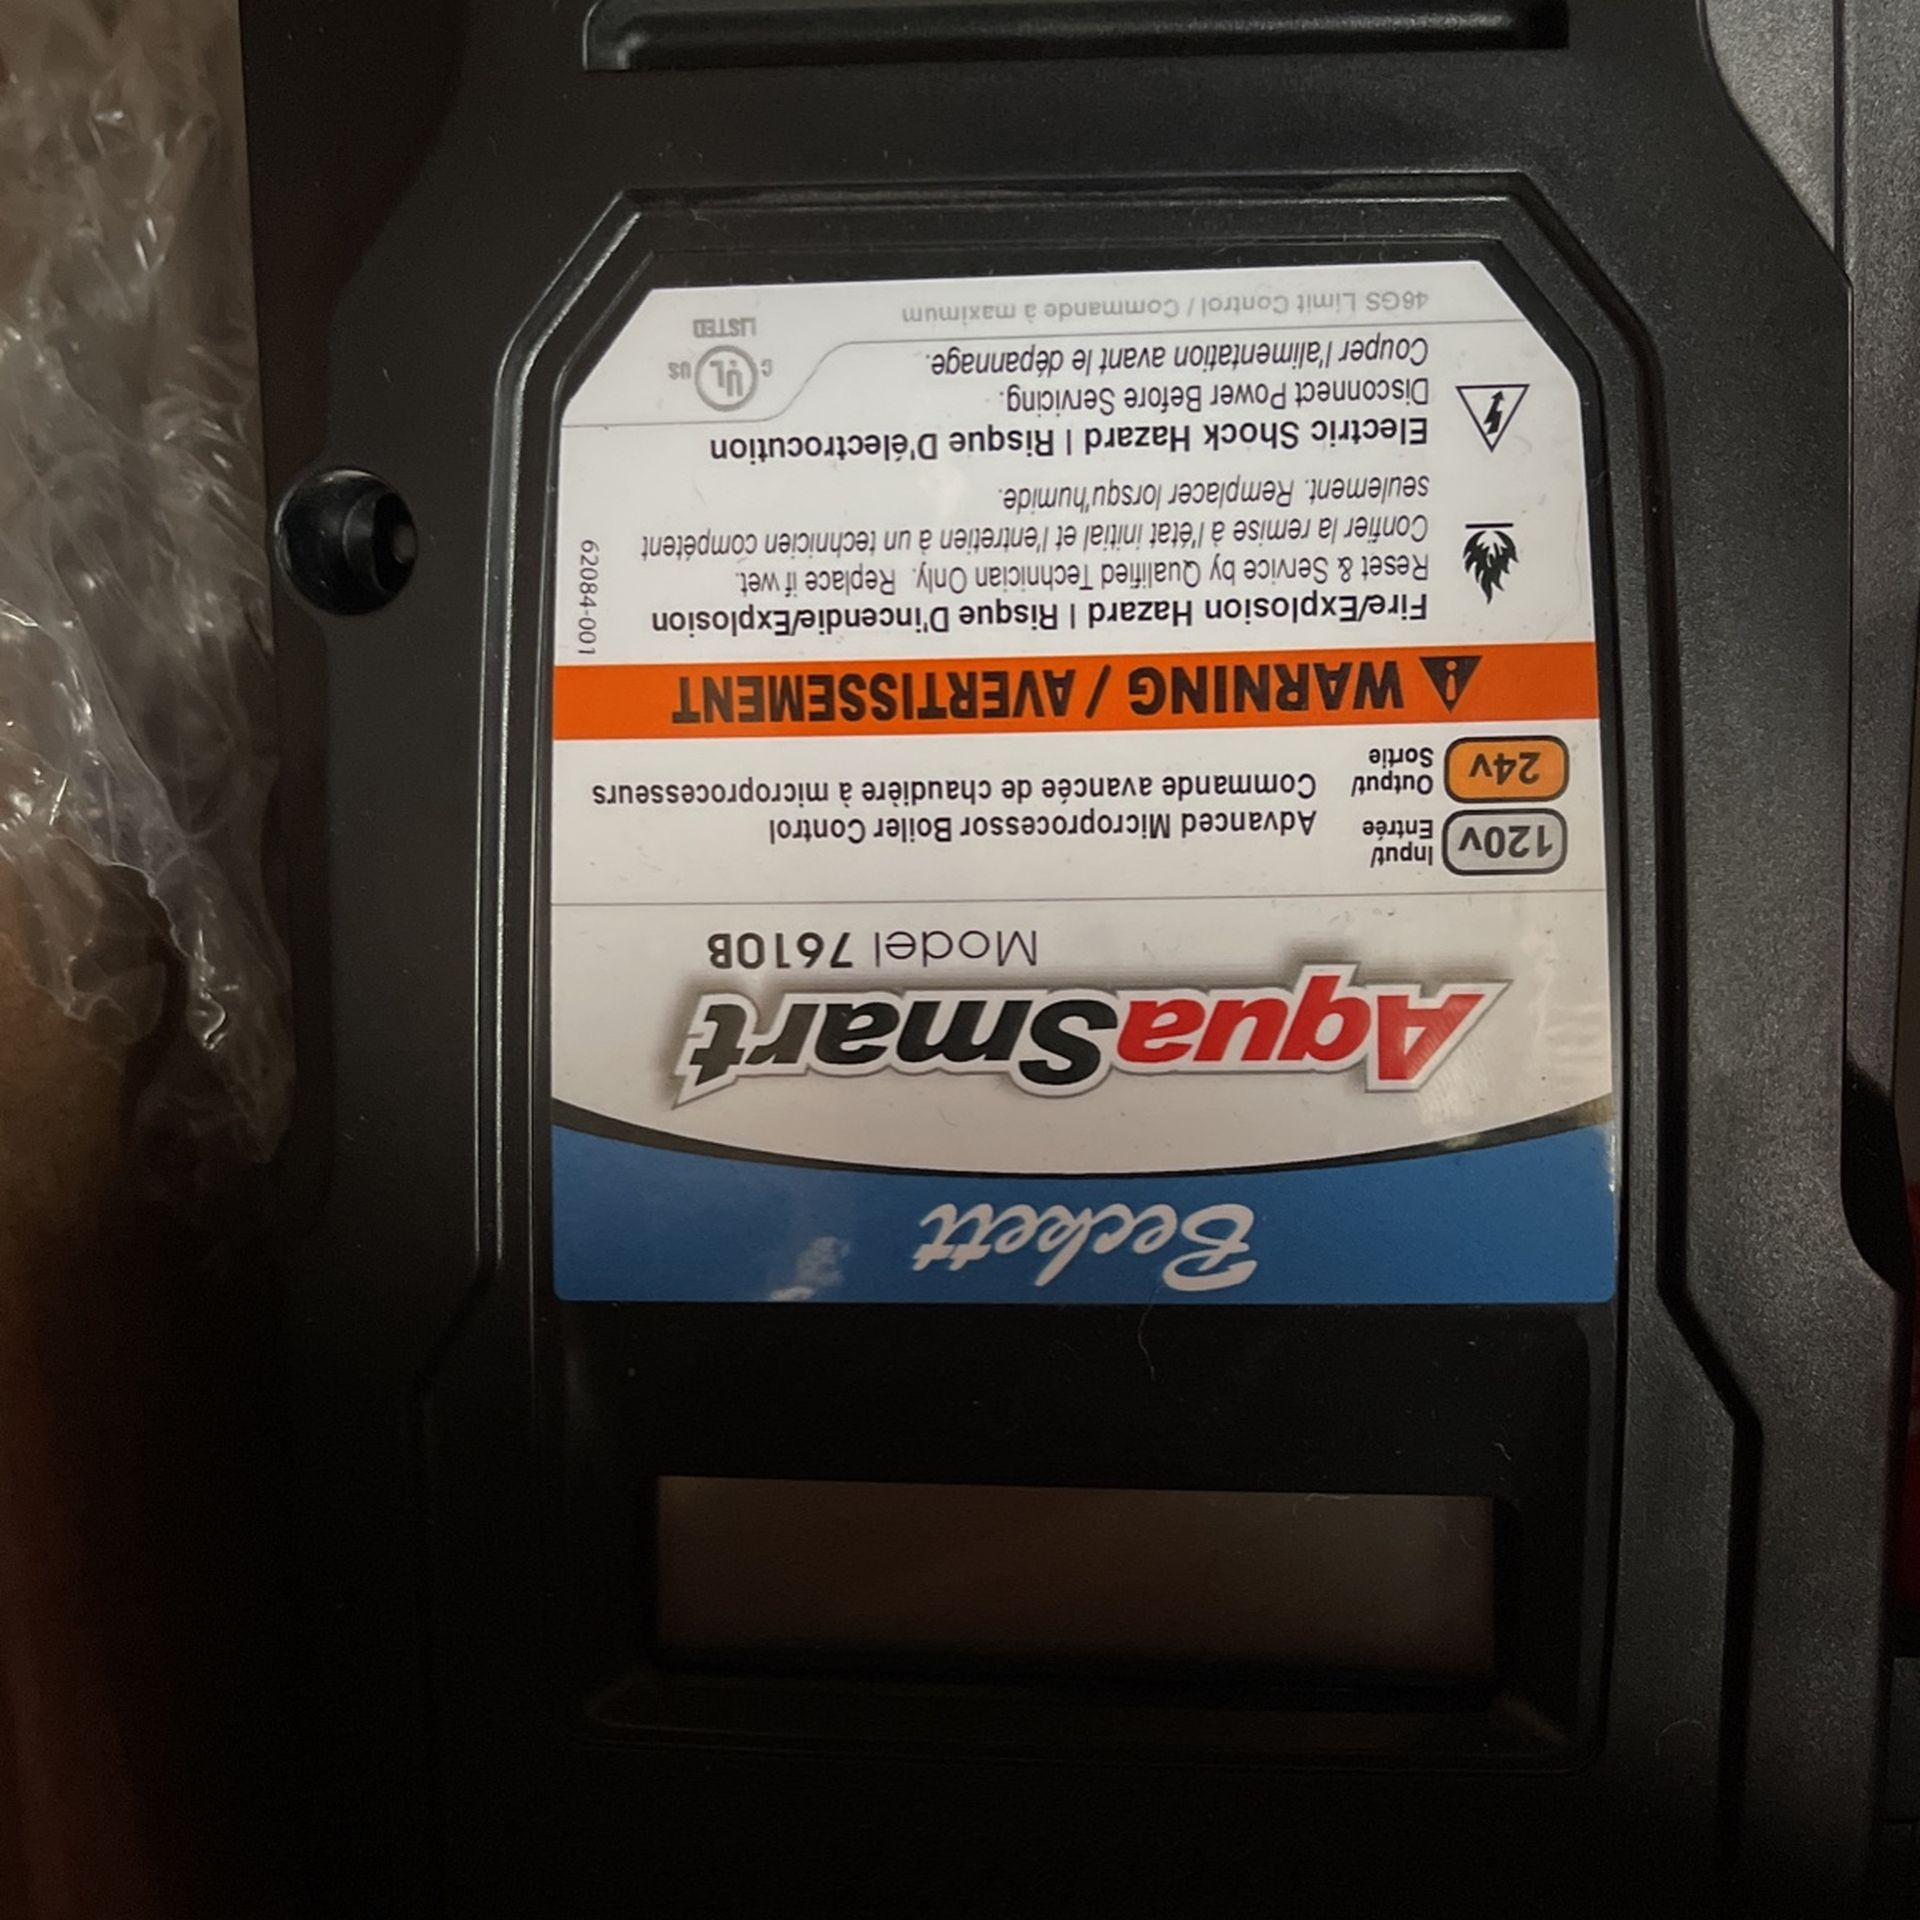 Beckett
AquaSmart
Model 7610B
120v
Input/
Entrée
Advanced Microprocessor Boiler Control
24v
Output/
Sortie
Commande avancée de chaudière à microprocesseurs
WARNING / AVERTISSEMENT
Fire/Explosion Hazard | Risque D'incendie/Explosion
Reset & Service by Qualified Technician Only. Replace if wet.
Confier la remise à l'état initial et l'entretien à un technicien compétent
seulement. Remplacer lorsqu'humide.
62084-001
Electric Shock Hazard | Risque D'électrocution
Disconnect Power Before Servicing.
Couper l'alimentation avant le dépannage.
C UL US
LISTED
46GS Limit Control / Commande à maximum